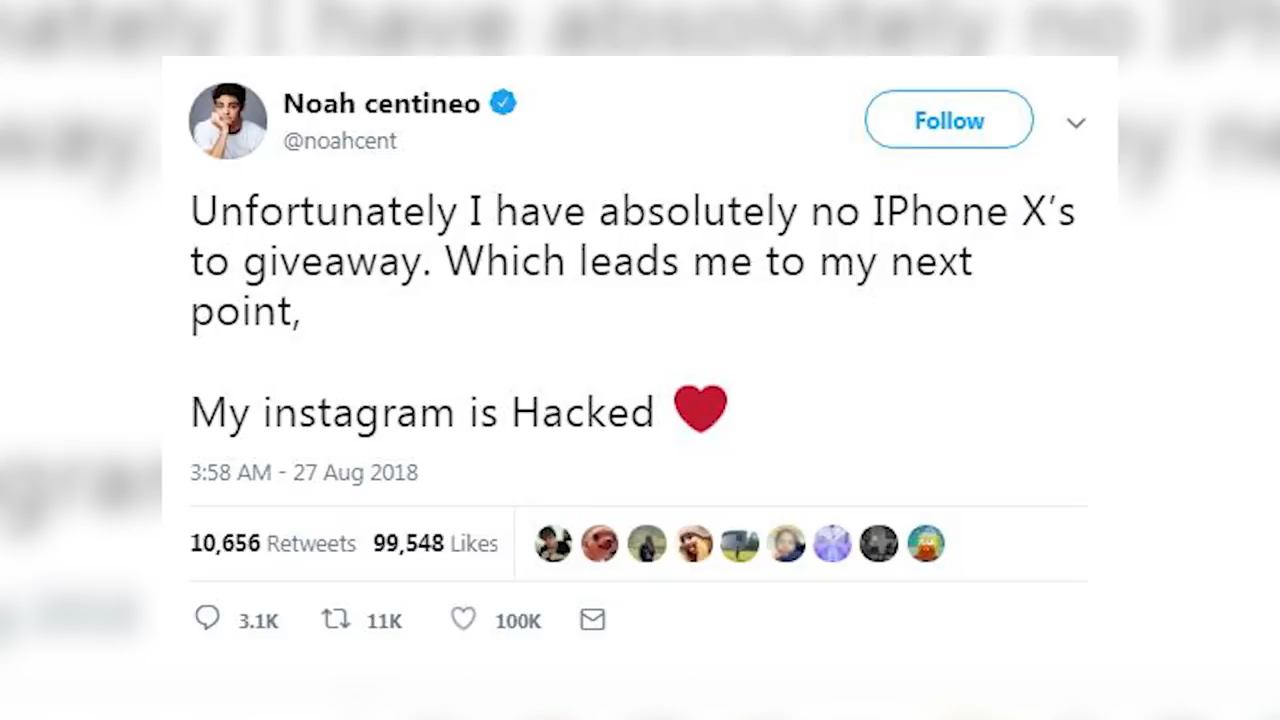 Noah centineo
@noahcent
Follow
Unfortunately I have absolutely no IPhone X's
to giveaway. Which leads me to my next
point,
My instagram is Hacked ❤
3:58 AM - 27 Aug 2018
10,656 Retweets 99,548 Likes
3.1K 11K 100K